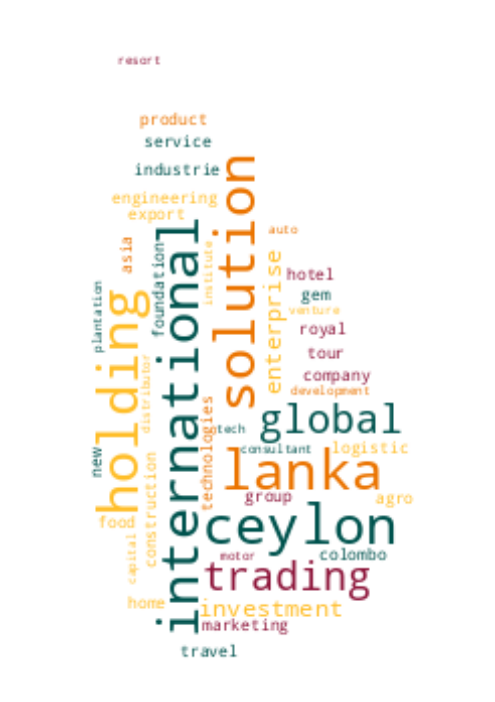 resort
product
service
industrie
solution
engineering
export
international
auto
asia
foundation
institute
enterprise
hotel
plantation
holding
gem
venture
royal
tour
distributor
company
development
technologies
global
tech
new
consultant
logistic
lanka
construction
group
agro
ceylon
food
capital
motor
colombo
trading
home
investment
marketing
travel